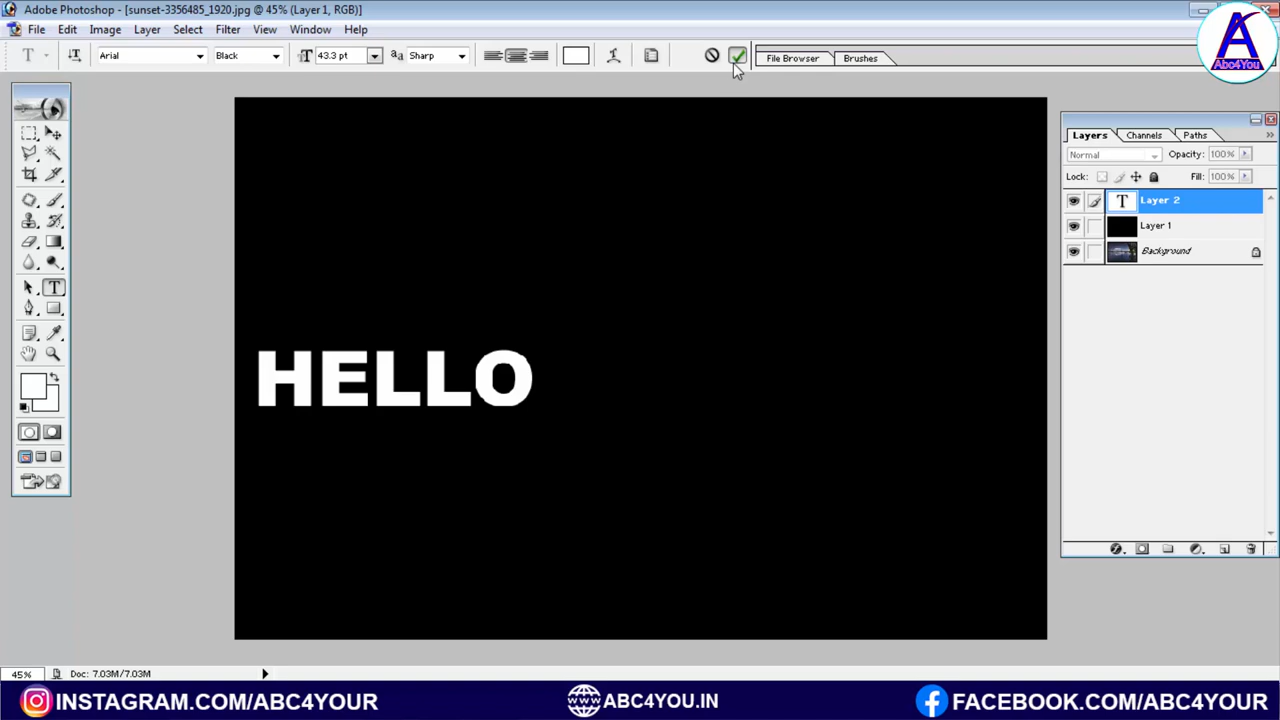 Adobe Photoshop - [sunset-3356485_1920.jpg @ 45% (Layer 1, RGB)]
File Edit Image Layer Select Filter View Window Help
T Arial Black 43.3 pt aa Sharp File Browser Brushes
A
Abc4You
Layers Channels Paths
Normal Opacity: 100%
Lock: Fill: 100%
T Layer 2
Layer 1
Background
T
HELLO
45% Doc: 7.03M/7.03M
INSTAGRAM.COM/ABC4YOUR ABC4YOU.IN FACEBOOK.COM/ABC4YOUR